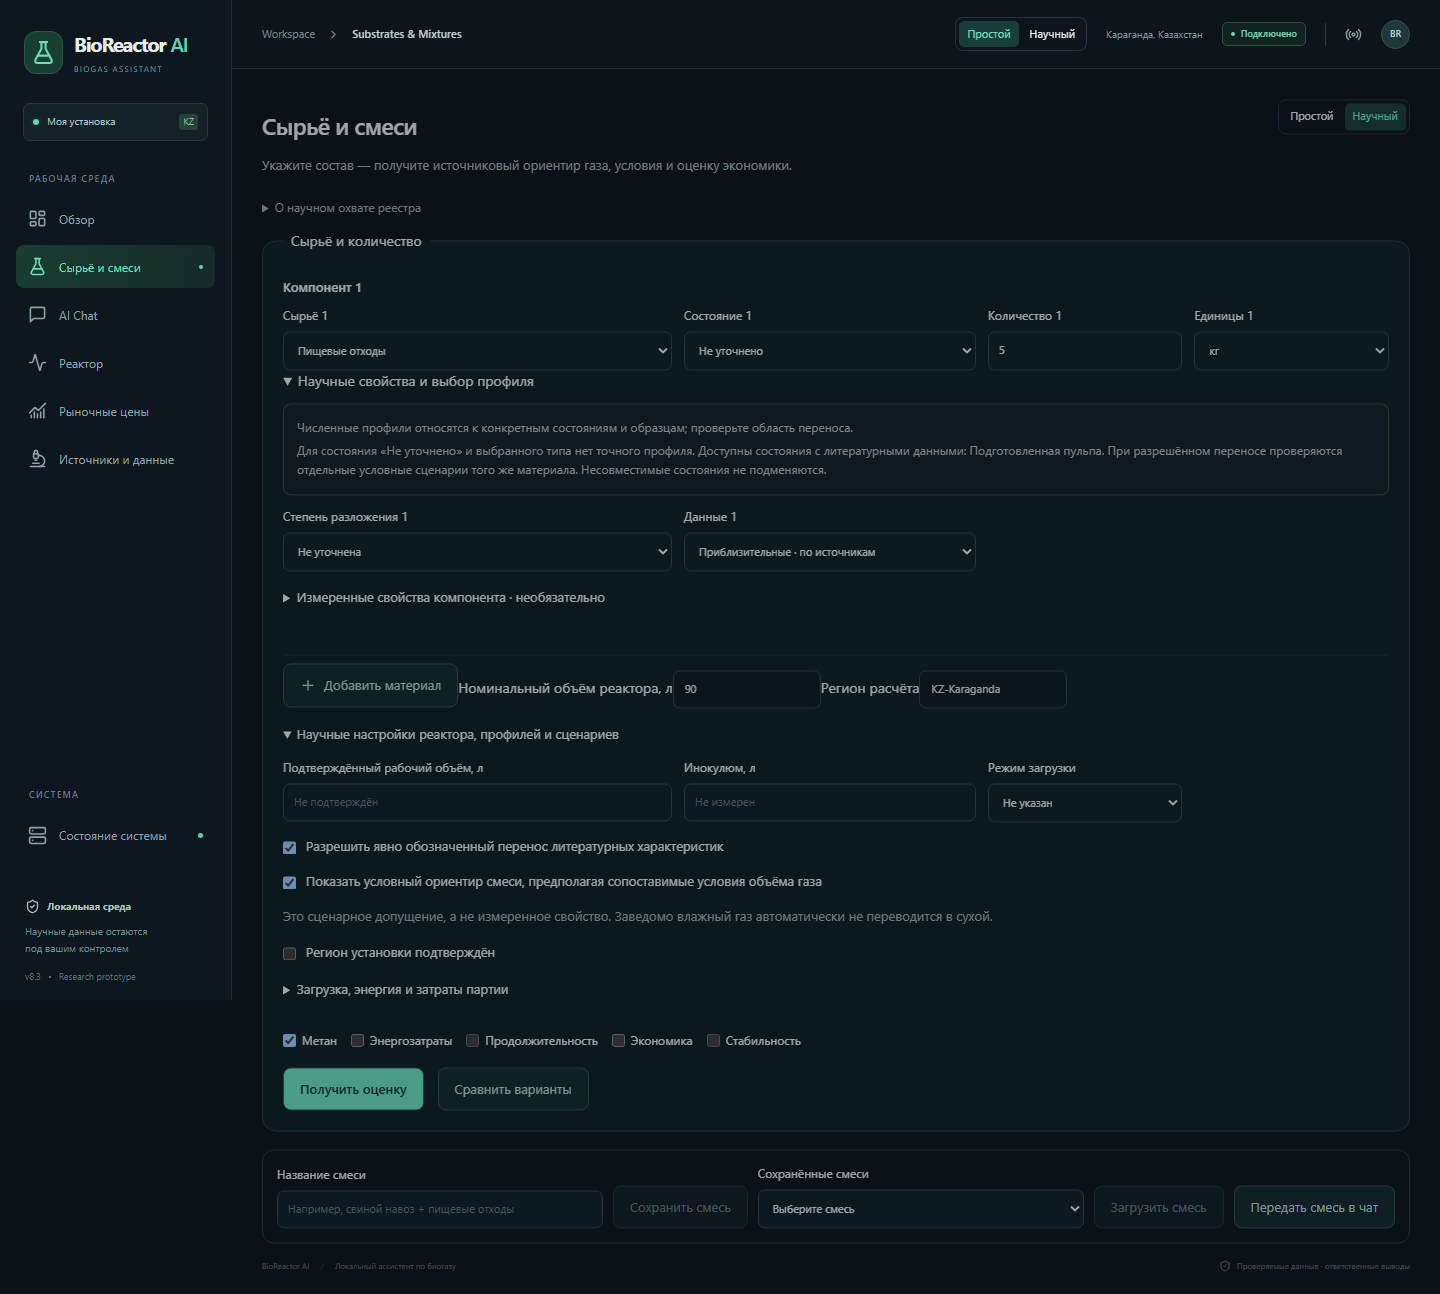 BioReactor AI
BIOGAS ASSISTANT
Моя установка
KZ
РАБОЧАЯ СРЕДА
Обзор
Сырьё и смеси
AI Chat
Реактор
Рыночные цены
Источники и данные
СИСТЕМА
Состояние системы
Локальная среда
Научные данные остаются
под вашим контролем
v8.3 • Research prototype
Workspace > Substrates & Mixtures
Простой Научный
Караганда, Казахстан
Подключено
BR
Сырьё и смеси
Простой Научный
Укажите состав — получите источниковый ориентир газа, условия и оценку экономики.
О научном охвате реестра
Сырьё и количество
Компонент 1
Сырьё 1 Состояние 1 Количество 1 Единицы 1
Пищевые отходы Не уточнено 5 кг
Научные свойства и выбор профиля
Численные профили относятся к конкретным состояниям и образцам; проверьте область переноса.
Для состояния «Не уточнено» и выбранного типа нет точного профиля. Доступны состояния с литературными данными: Подготовленная пульпа. При разрешённом переносе проверяются
отдельные условные сценарии того же материала. Несовместимые состояния не подменяются.
Степень разложения 1 Данные 1
Не уточнена Приблизительные · по источникам
Измеренные свойства компонента · необязательно
+ Добавить материал Номинальный объём реактора, л 90 Регион расчёта KZ-Karaganda
Научные настройки реактора, профилей и сценариев
Подтверждённый рабочий объём, л Инокулюм, л Режим загрузки
Не подтверждён Не измерен Не указан
Разрешить явно обозначенный перенос литературных характеристик
Показать условный ориентир смеси, предполагая сопоставимые условия объёма газа
Это сценарное допущение, а не измеренное свойство. Заведомо влажный газ автоматически не переводится в сухой.
Регион установки подтверждён
Загрузка, энергия и затраты партии
Метан Энергозатраты Продолжительность Экономика Стабильность
Получить оценку Сравнить варианты
Название смеси Сохранённые смеси
Например, свиной навоз + пищевые отходы Сохранить смесь Выберите смесь Загрузить смесь Передать смесь в чат
BioReactor AI / Локальный ассистент по биогазу
Проверяемые данные · ответственные выводы